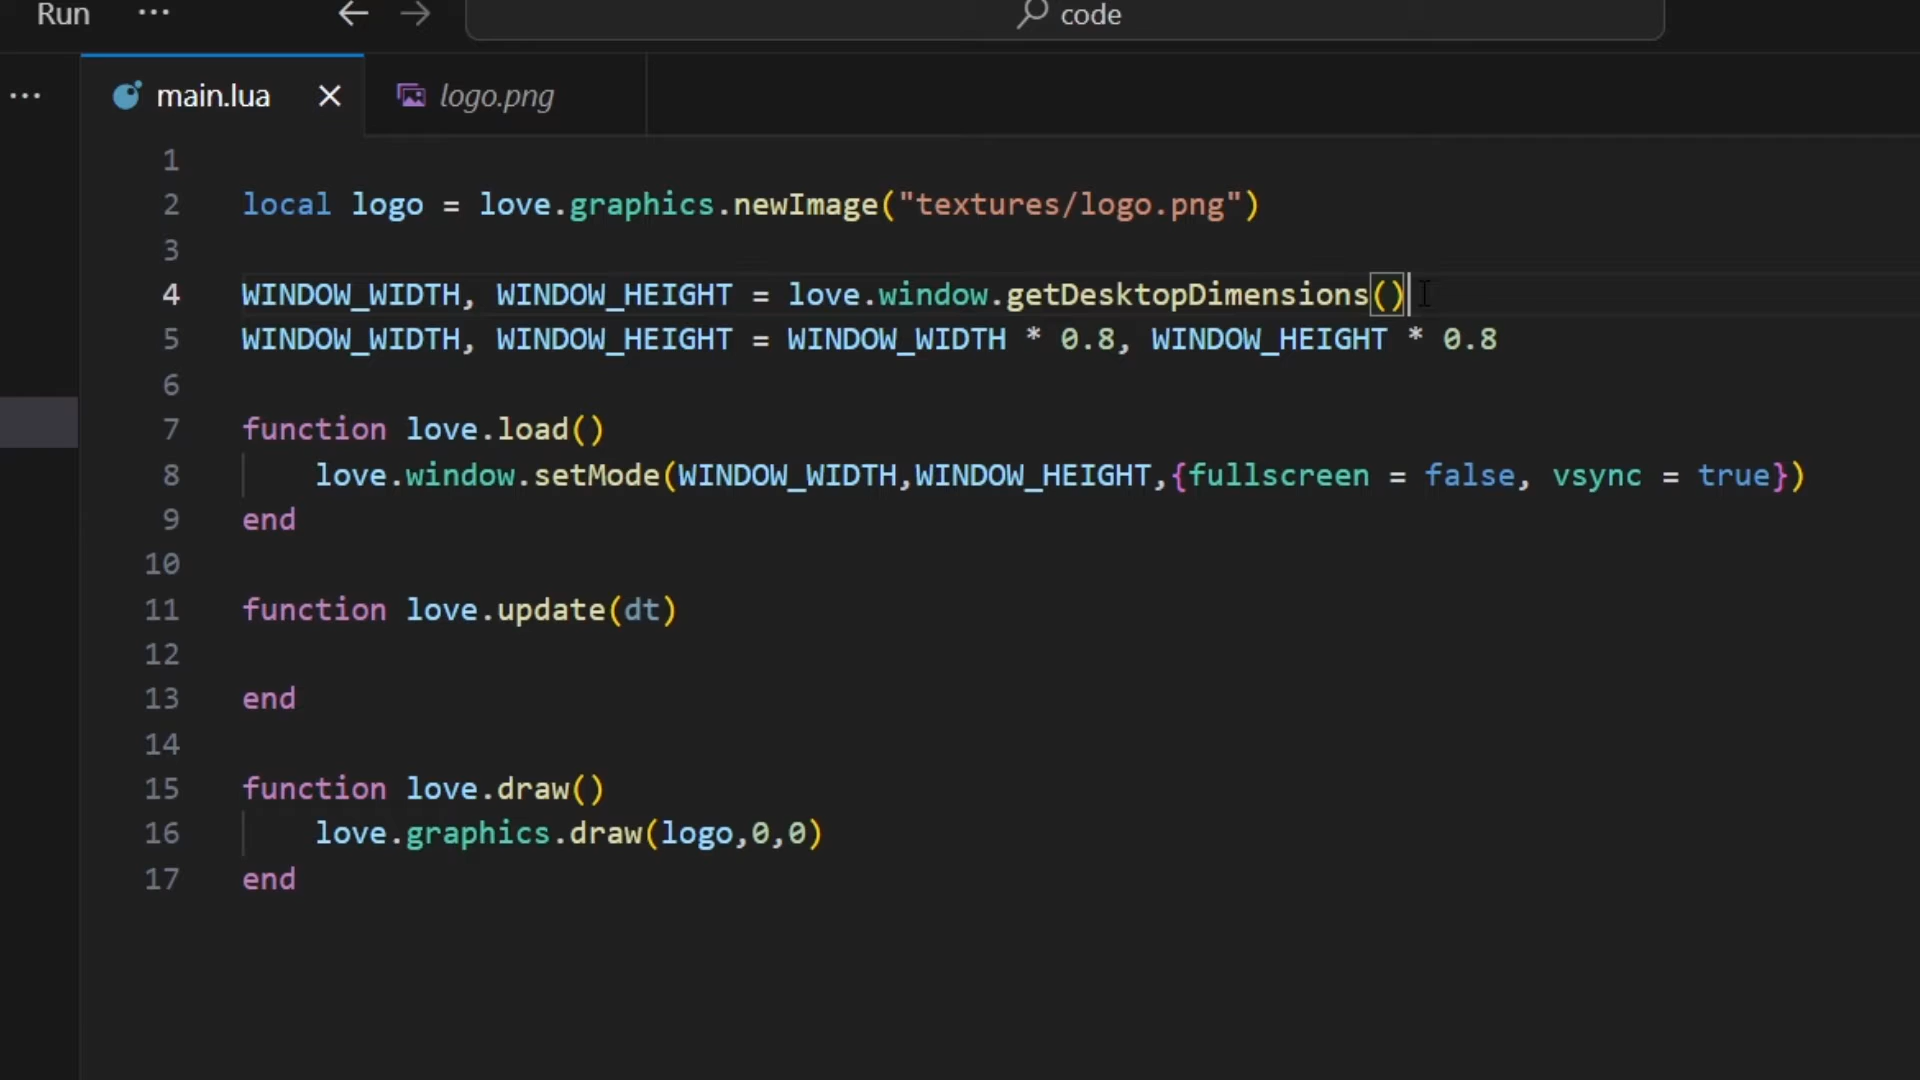 Run ... ← → code
... main.lua × logo.png
1
2 local logo = love.graphics.newImage("textures/logo.png")
3
4 WINDOW_WIDTH, WINDOW_HEIGHT = love.window.getDesktopDimensions()
5 WINDOW_WIDTH, WINDOW_HEIGHT = WINDOW_WIDTH * 0.8, WINDOW_HEIGHT * 0.8
6
7 function love.load()
8     love.window.setMode(WINDOW_WIDTH,WINDOW_HEIGHT,{fullscreen = false, vsync = true})
9 end
10
11 function love.update(dt)
12
13 end
14
15 function love.draw()
16     love.graphics.draw(logo,0,0)
17 end